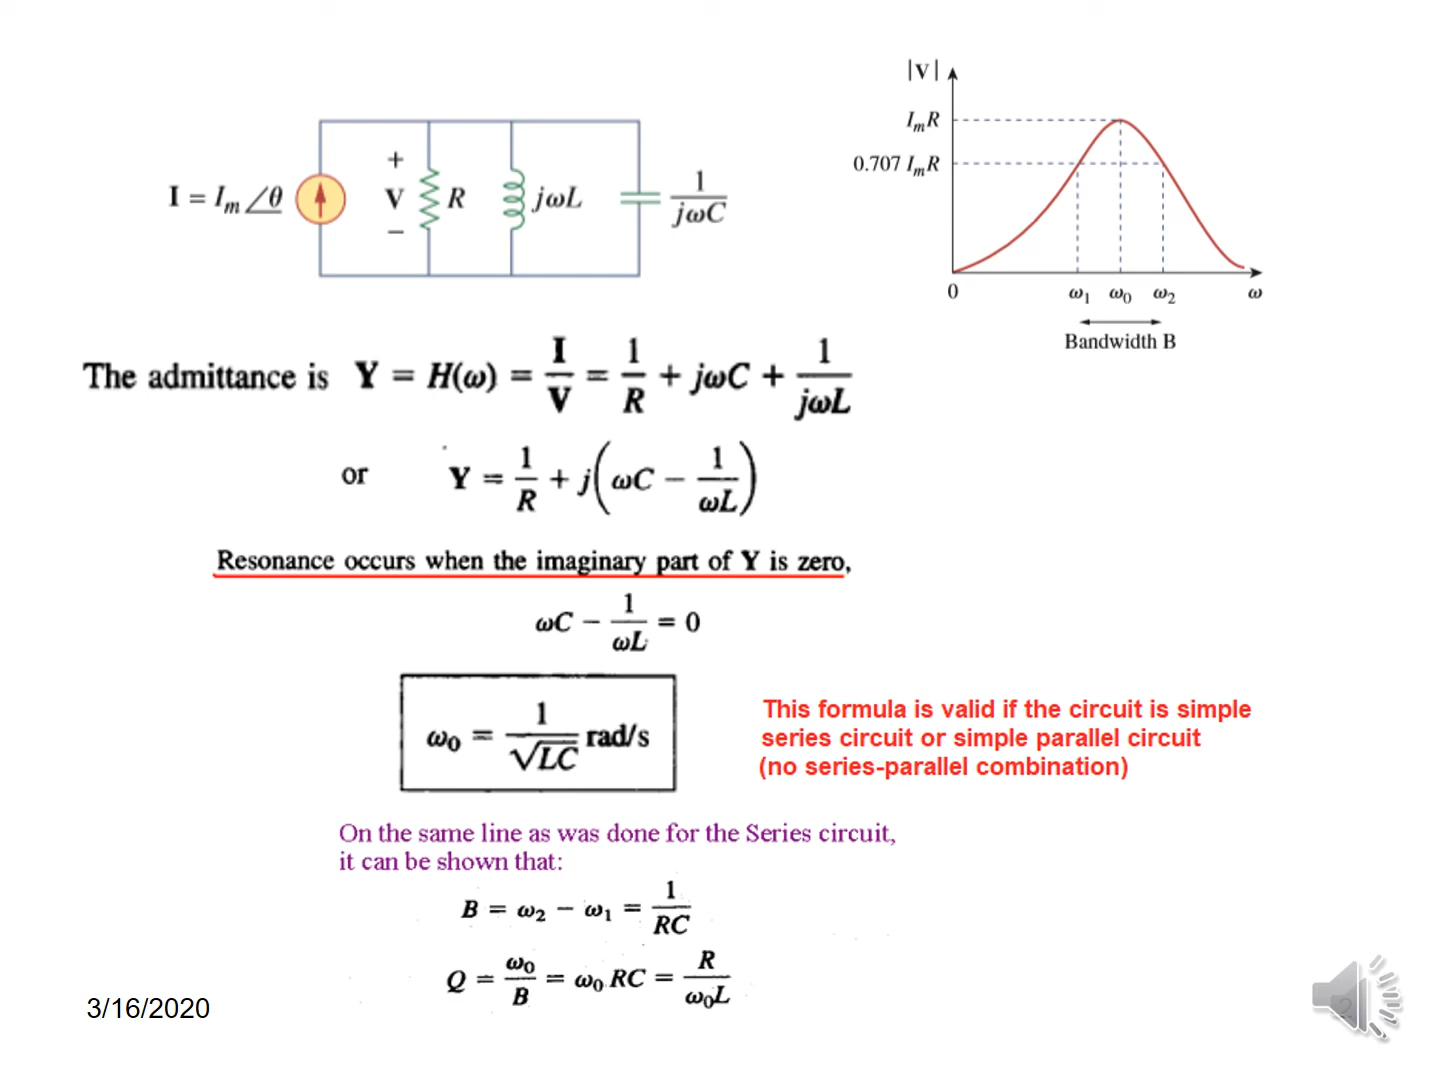 I = I_m ∠θ
+
V
−
R
jωL
1/(jωC)
|V|
I_mR
0.707 I_mR
0 ω₁ ω₀ ω₂ ω
Bandwidth B
The admittance is Y = H(ω) = I/V = 1/R + jωC + 1/(jωL)
or Y = 1/R + j(ωC − 1/(ωL))
Resonance occurs when the imaginary part of Y is zero,
ωC − 1/(ωL) = 0
ω₀ = 1/√(LC) rad/s
This formula is valid if the circuit is simple
series circuit or simple parallel circuit
(no series-parallel combination)
On the same line as was done for the Series circuit,
it can be shown that:
B = ω₂ − ω₁ = 1/(RC)
Q = ω₀/B = ω₀RC = R/(ω₀L)
3/16/2020
2